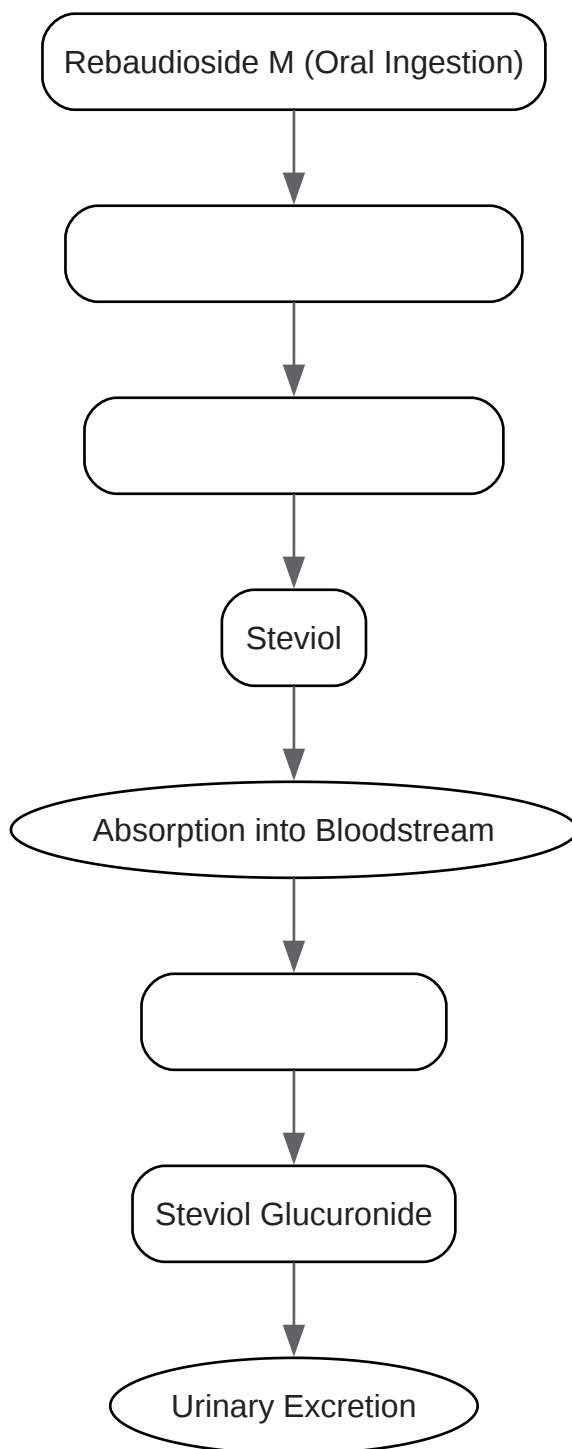 Rebaudioside M (Oral Ingestion)
Steviol
Absorption into Bloodstream
Steviol Glucuronide
Urinary Excretion